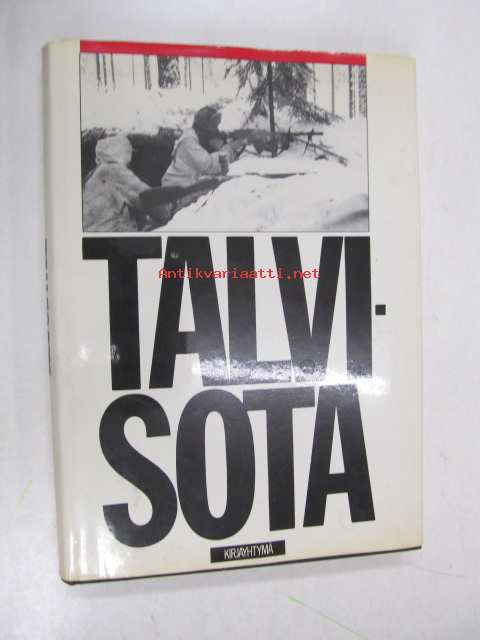 TALVI-
Antikvariaatti.net
SOTA
KIRJAYHTYMÄ